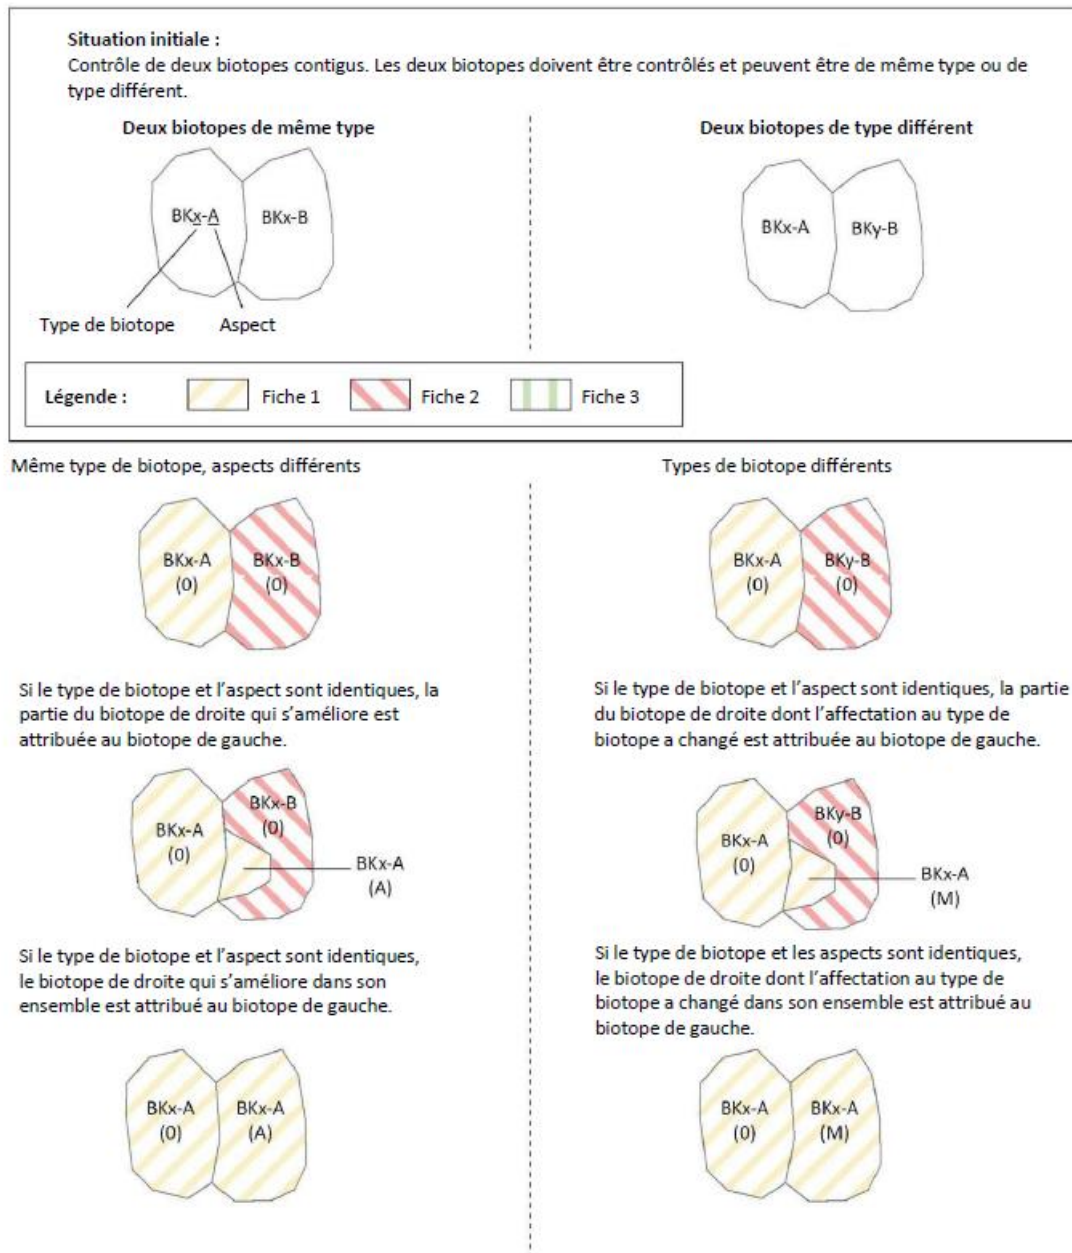 Situation initiale :
Contrôle de deux biotopes contigus. Les deux biotopes doivent être contrôlés et peuvent être de même type ou de
type différent.
Deux biotopes de même type
Deux biotopes de type différent
BKx-A
BKx-B
BKx-A
BKy-B
Type de biotope
Aspect
Légende :
Fiche 1
Fiche 2
Fiche 3
Même type de biotope, aspects différents
Types de biotope différents
BKx-A
(0)
BKx-B
(0)
BKx-A
(0)
BKy-B
(0)
Si le type de biotope et l'aspect sont identiques, la
partie du biotope de droite qui s'améliore est
attribuée au biotope de gauche.
Si le type de biotope et l'aspect sont identiques, la partie
du biotope de droite dont l'affectation au type de
biotope a changé est attribuée au biotope de gauche.
BKx-A
(0)
BKx-B
(0)
BKx-A
(A)
BKx-A
(0)
BKy-B
(0)
BKx-A
(M)
Si le type de biotope et l'aspect sont identiques,
le biotope de droite qui s'améliore dans son
ensemble est attribué au biotope de gauche.
Si le type de biotope et les aspects sont identiques,
le biotope de droite dont l'affectation au type de
biotope a changé dans son ensemble est attribué au
biotope de gauche.
BKx-A
(0)
BKx-A
(A)
BKx-A
(0)
BKx-A
(M)